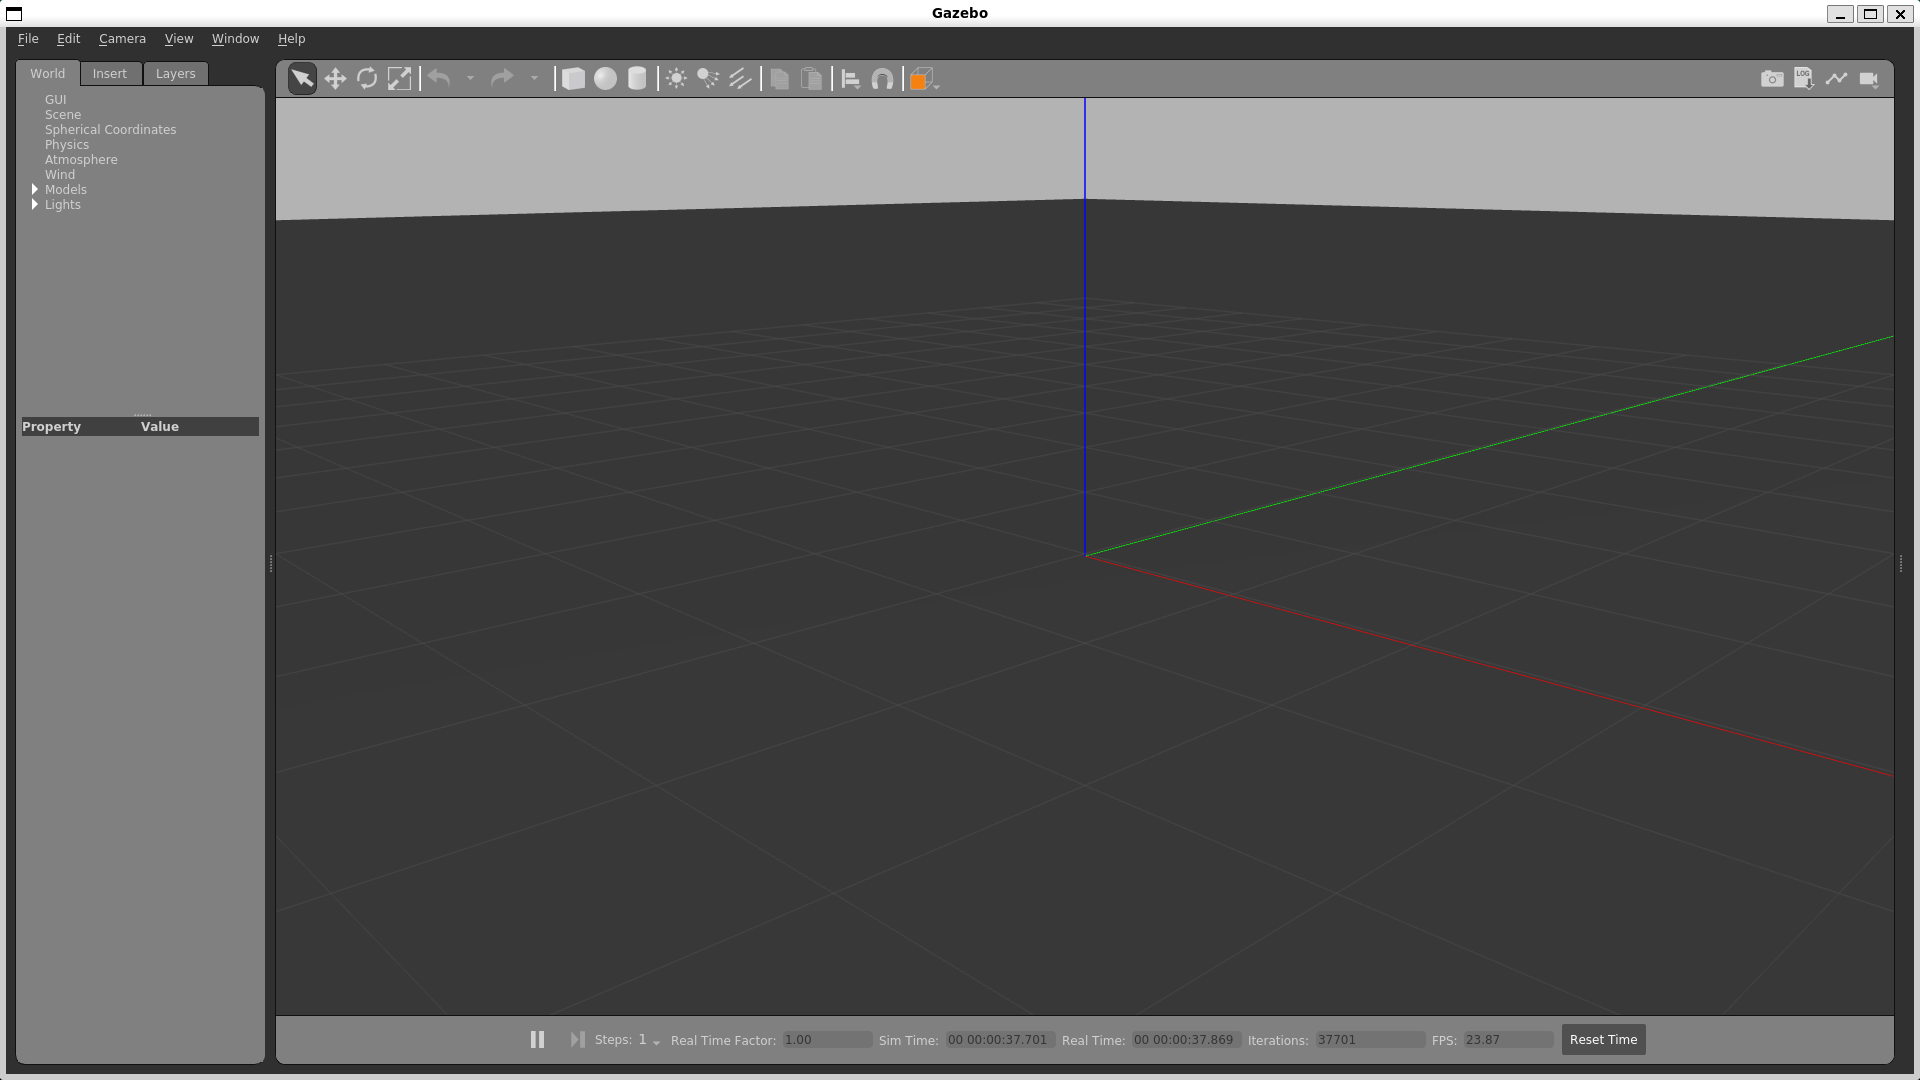 Gazebo
File Edit Camera View Window Help
World Insert Layers
LOG
GUI
Scene
Spherical Coordinates
Physics
Atmosphere
Wind
Models
Lights
Property Value
Steps: 1 Real Time Factor: 1.00 Sim Time: 00 00:00:37.701 Real Time: 00 00:00:37.869 Iterations: 37701 FPS: 23.87 Reset Time